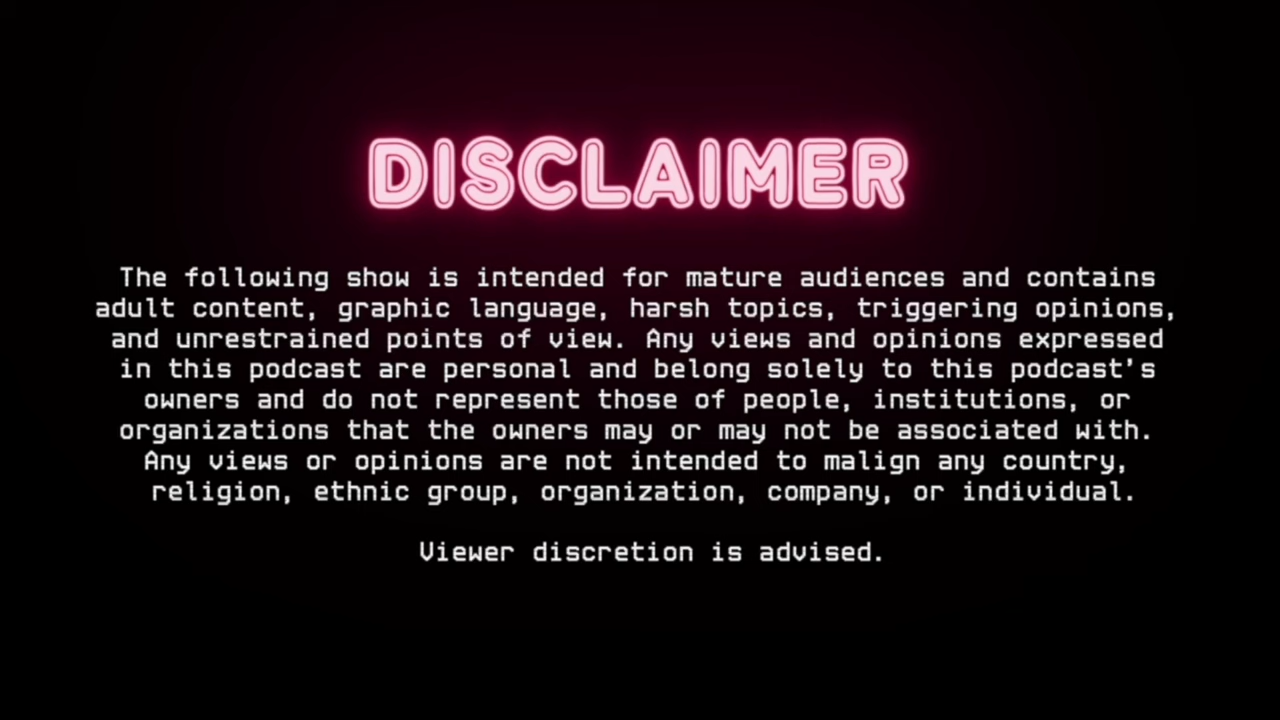 DISCLAIMER
The following show is intended for mature audiences and contains
adult content, graphic language, harsh topics, triggering opinions,
and unrestrained points of view. Any views and opinions expressed
in this podcast are personal and belong solely to this podcast's
owners and do not represent those of people, institutions, or
organizations that the owners may or may not be associated with.
Any views or opinions are not intended to malign any country,
religion, ethnic group, organization, company, or individual.
Viewer discretion is advised.